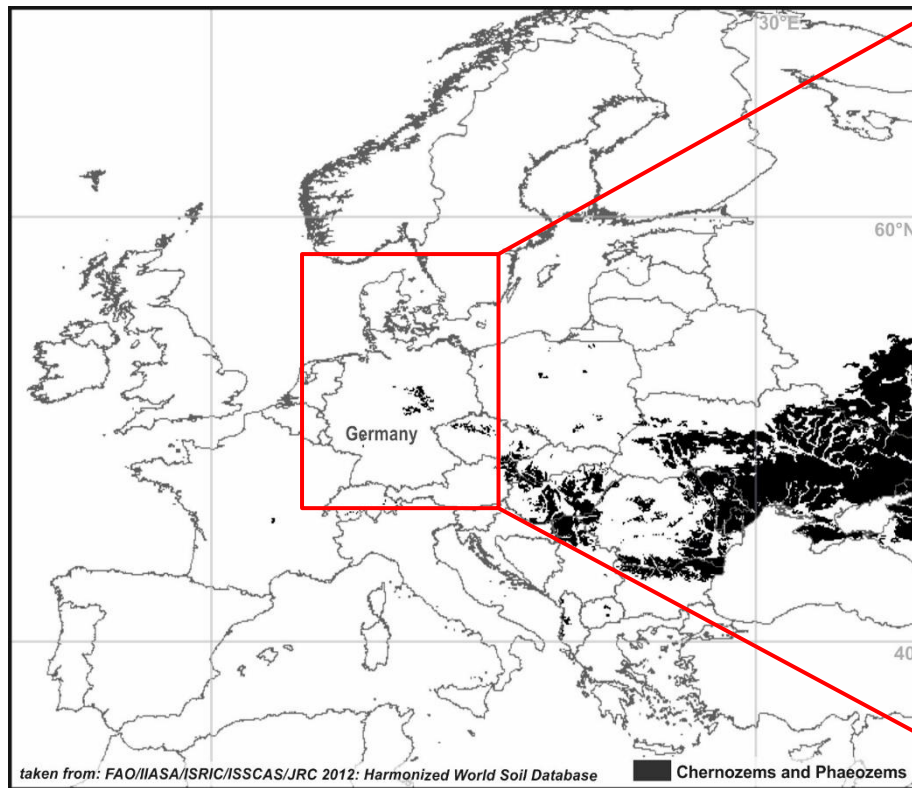 30°E
60°N
Germany
40
taken from: FAO/IIASA/ISRIC/ISSCAS/JRC 2012: Harmonized World Soil Database
Chernozems and Phaeozems